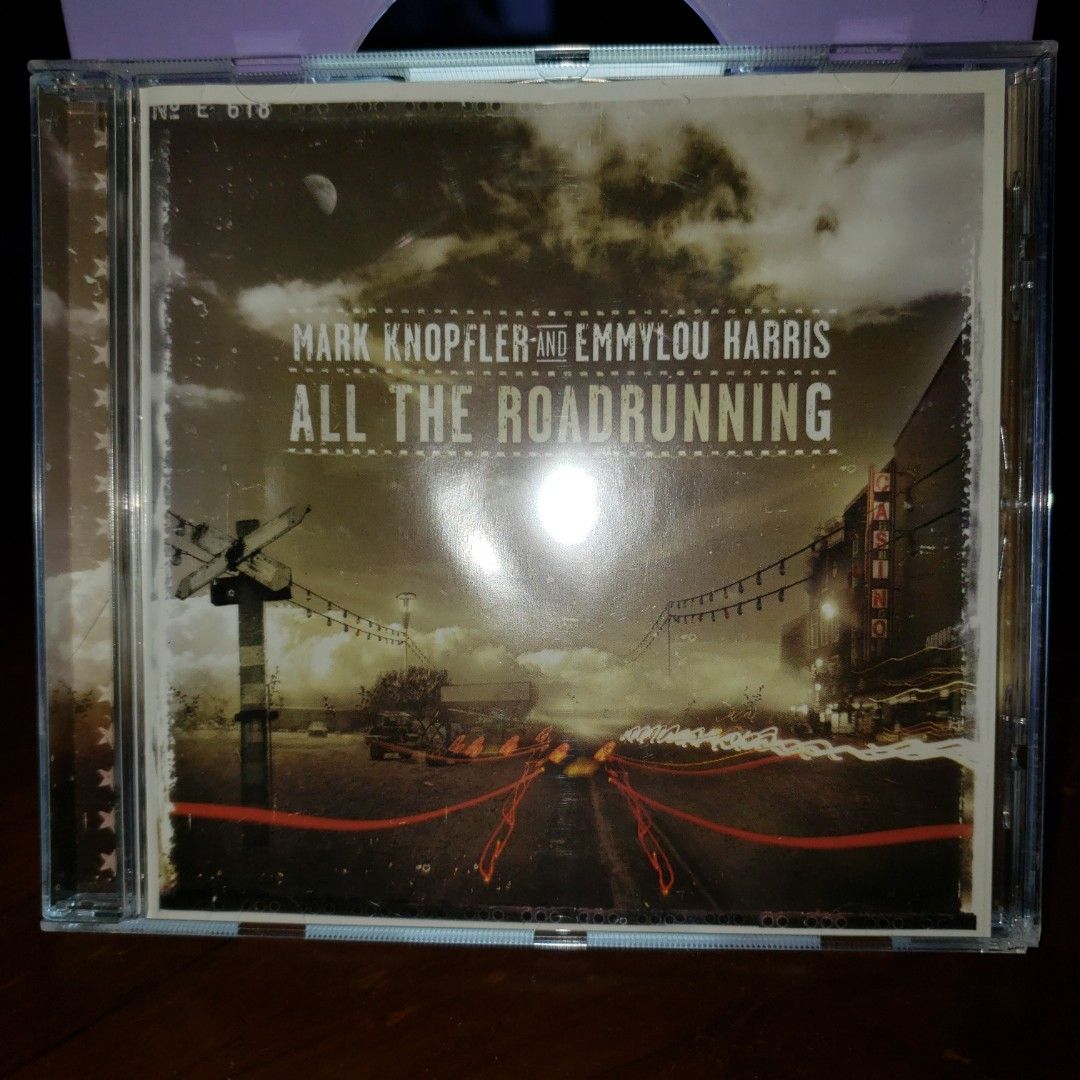 Nº E 618
MARK KNOPFLER AND EMMYLOU HARRIS
ALL THE ROADRUNNING
CASINO